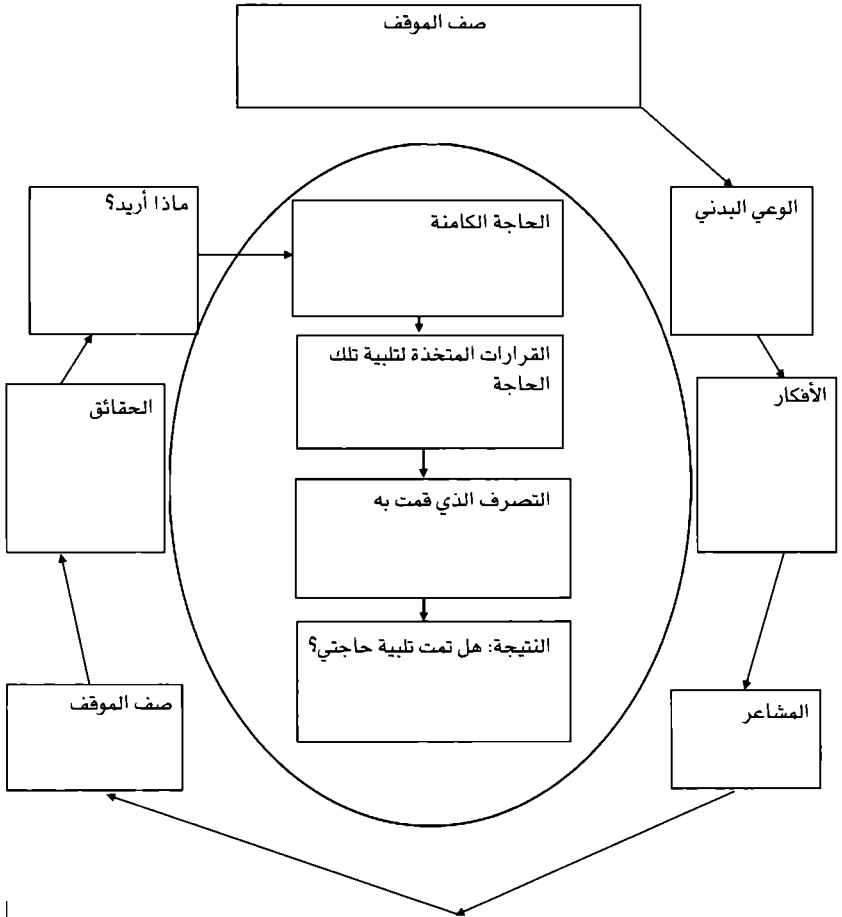 صف الموقف
الوعي البدني
الأفكار
المشاعر
صف الموقف
الحقائق
ماذا أريد؟
الحاجة الكامنة
القرارات المتخذة لتلبية تلك
الحاجة
التصرف الذي قمت به
النتيجة: هل تمت تلبية حاجتي؟